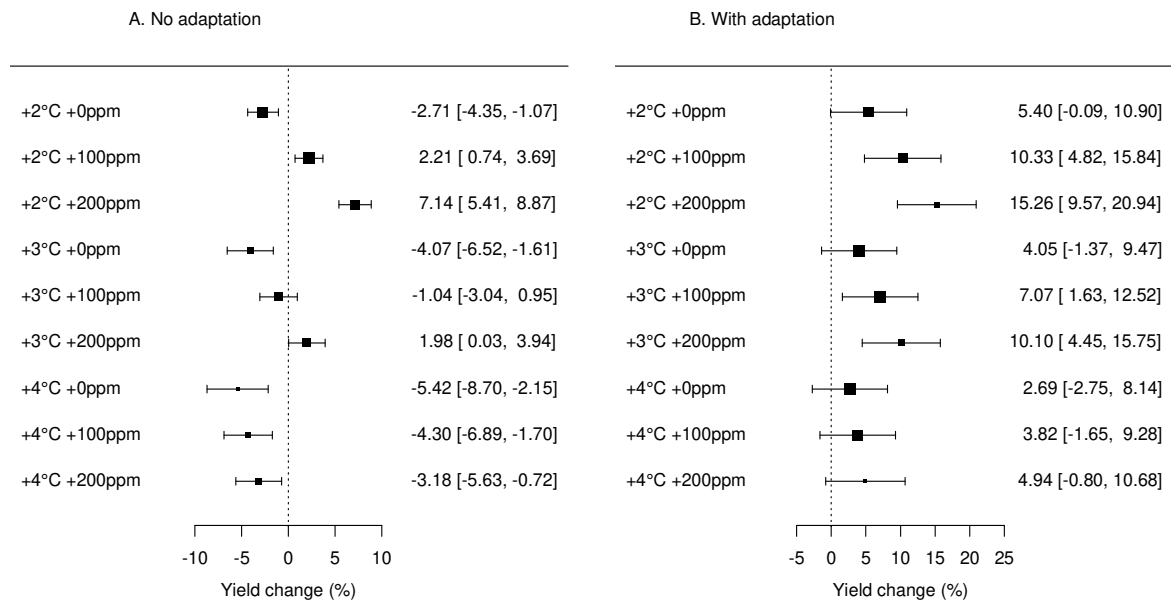 A. No adaptation
+2°C +0ppm -2.71 [-4.35, -1.07]
+2°C +100ppm 2.21 [ 0.74, 3.69]
+2°C +200ppm 7.14 [ 5.41, 8.87]
+3°C +0ppm -4.07 [-6.52, -1.61]
+3°C +100ppm -1.04 [-3.04, 0.95]
+3°C +200ppm 1.98 [ 0.03, 3.94]
+4°C +0ppm -5.42 [-8.70, -2.15]
+4°C +100ppm -4.30 [-6.89, -1.70]
+4°C +200ppm -3.18 [-5.63, -0.72]
-10 -5 0 5 10
Yield change (%)
B. With adaptation
+2°C +0ppm 5.40 [-0.09, 10.90]
+2°C +100ppm 10.33 [ 4.82, 15.84]
+2°C +200ppm 15.26 [ 9.57, 20.94]
+3°C +0ppm 4.05 [-1.37, 9.47]
+3°C +100ppm 7.07 [ 1.63, 12.52]
+3°C +200ppm 10.10 [ 4.45, 15.75]
+4°C +0ppm 2.69 [-2.75, 8.14]
+4°C +100ppm 3.82 [-1.65, 9.28]
+4°C +200ppm 4.94 [-0.80, 10.68]
-5 0 5 10 15 20 25
Yield change (%)